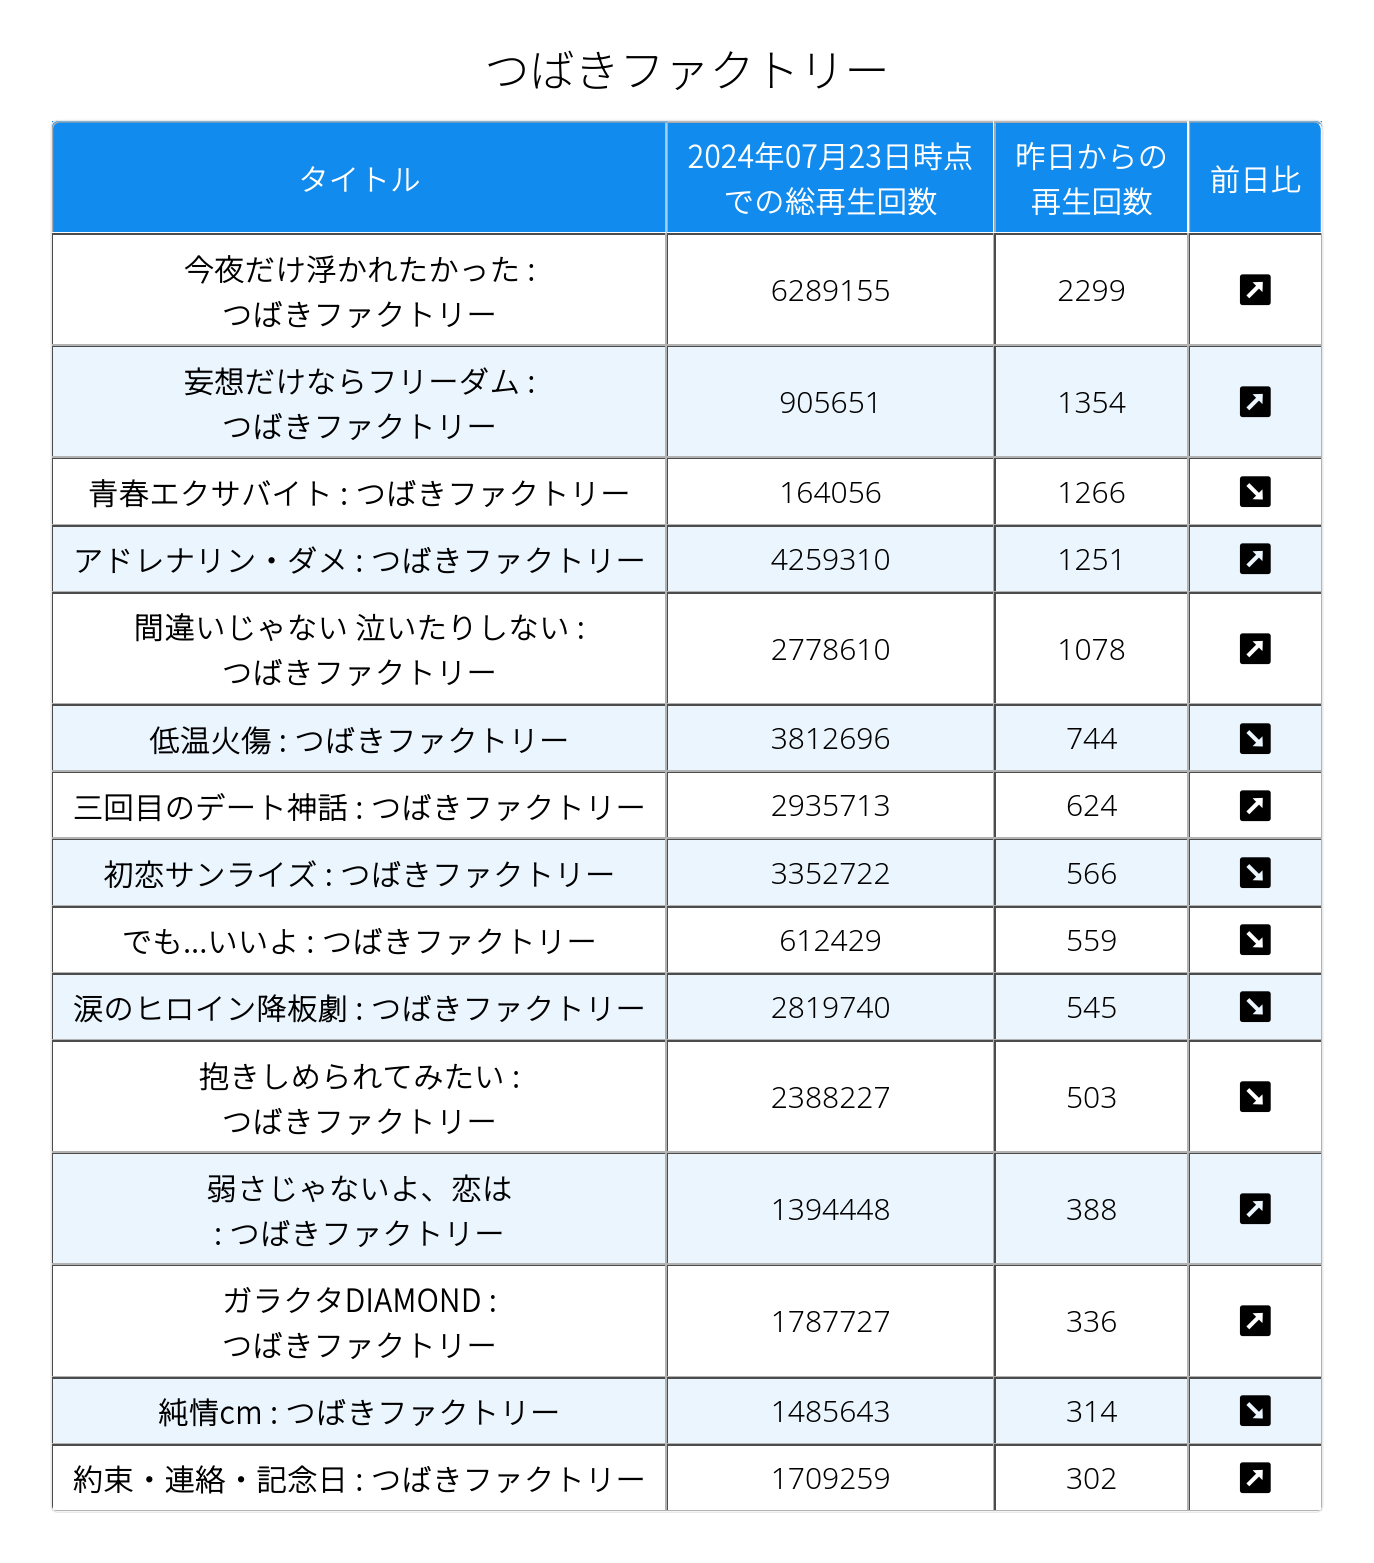 つばきファクトリー
タイトル
2024年07月23日時点
での総再生回数
昨日からの
再生回数
前日比
今夜だけ浮かれたかった :
つばきファクトリー
6289155
2299
妄想だけならフリーダム :
つばきファクトリー
905651
1354
青春エクサバイト : つばきファクトリー
164056
1266
アドレナリン・ダメ : つばきファクトリー
4259310
1251
間違いじゃない 泣いたりしない :
つばきファクトリー
2778610
1078
低温火傷 : つばきファクトリー
3812696
744
三回目のデート神話 : つばきファクトリー
2935713
624
初恋サンライズ : つばきファクトリー
3352722
566
でも...いいよ : つばきファクトリー
612429
559
涙のヒロイン降板劇 : つばきファクトリー
2819740
545
抱きしめられてみたい :
つばきファクトリー
2388227
503
弱さじゃないよ、恋は
: つばきファクトリー
1394448
388
ガラクタDIAMOND :
つばきファクトリー
1787727
336
純情cm : つばきファクトリー
1485643
314
約束・連絡・記念日 : つばきファクトリー
1709259
302